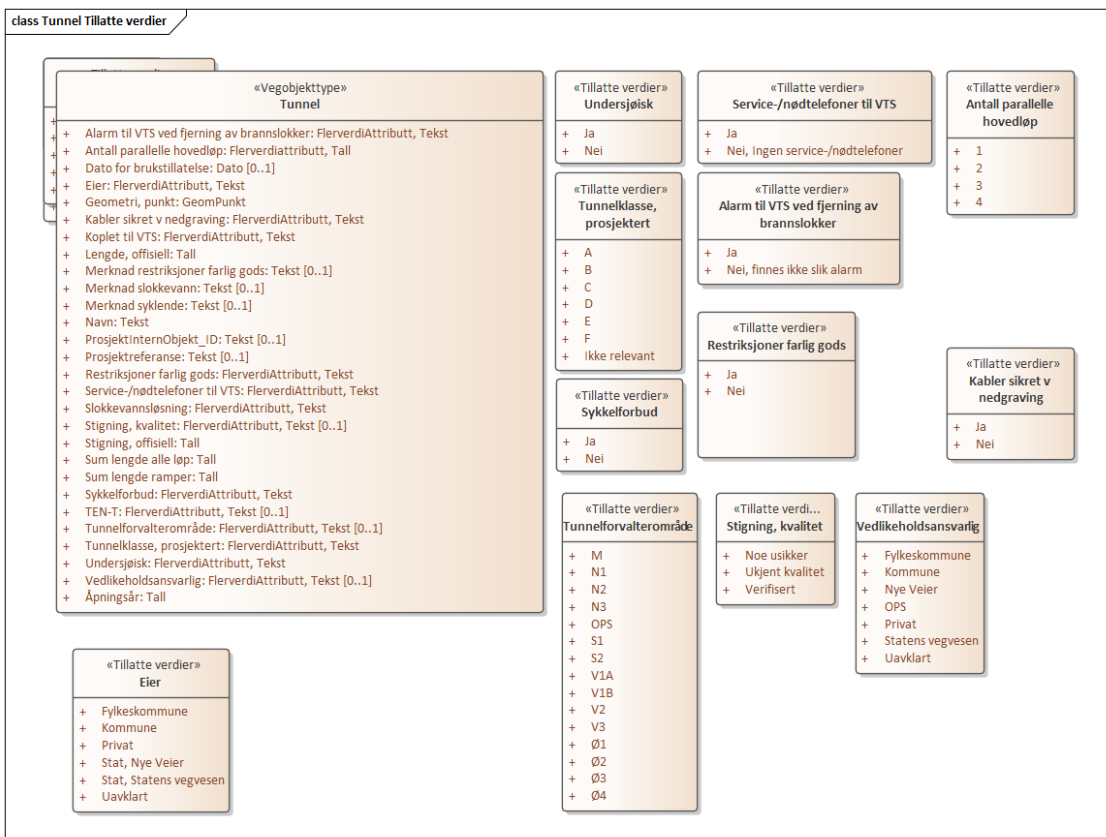 class Tunnel Tillatte verdier
«Vegobjekttype»
Tunnel
+ Alarm til VTS ved fjerning av brannslokker: FlerverdiAttributt, Tekst
+ Antall parallelle hovedløp: Flerverdiattributt, Tall
+ Dato for brukstillatelse: Dato [0..1]
+ Eier: FlerverdiAttributt, Tekst
+ Geometri, punkt: GeomPunkt
+ Kabler sikret v nedgraving: FlerverdiAttributt, Tekst
+ Koplet til VTS: FlerverdiAttributt, Tekst
+ Lengde, offisiell: Tall
+ Merknad restriksjoner farlig gods: Tekst [0..1]
+ Merknad slokkevann: Tekst [0..1]
+ Merknad syklende: Tekst [0..1]
+ Navn: Tekst
+ ProsjektInternObjekt_ID: Tekst [0..1]
+ Prosjektreferanse: Tekst [0..1]
+ Restriksjoner farlig gods: FlerverdiAttributt, Tekst
+ Service-/nødtelefoner til VTS: FlerverdiAttributt, Tekst
+ Slokkevannsløsning: FlerverdiAttributt, Tekst
+ Stigning, kvalitet: FlerverdiAttributt, Tekst [0..1]
+ Stigning, offisiell: Tall
+ Sum lengde alle løp: Tall
+ Sum lengde ramper: Tall
+ Sykkelforbud: FlerverdiAttributt, Tekst
+ TEN-T: FlerverdiAttributt, Tekst [0..1]
+ Tunnelforvalterområde: FlerverdiAttributt, Tekst [0..1]
+ Tunnelklasse, prosjektert: FlerverdiAttributt, Tekst
+ Undersjøisk: FlerverdiAttributt, Tekst
+ Vedlikeholdsansvarlig: FlerverdiAttributt, Tekst [0..1]
+ Åpningsår: Tall
«Tillatte verdier»
Undersjøisk
+ Ja
+ Nei
«Tillatte verdier»
Service-/nødtelefoner til VTS
+ Ja
+ Nei, Ingen service-/nødtelefoner
«Tillatte verdier»
Antall parallelle
hovedløp
+ 1
+ 2
+ 3
+ 4
«Tillatte verdier»
Tunnelklasse,
prosjektert
+ A
+ B
+ C
+ D
+ E
+ F
+ Ikke relevant
«Tillatte verdier»
Alarm til VTS ved fjerning av
brannslokker
+ Ja
+ Nei, finnes ikke slik alarm
«Tillatte verdier»
Restriksjoner farlig gods
+ Ja
+ Nei
«Tillatte verdier»
Kabler sikret v
nedgraving
+ Ja
+ Nei
«Tillatte verdier»
Sykkelforbud
+ Ja
+ Nei
«Tillatte verdier»
Tunnelforvalterområde
+ M
+ N1
+ N2
+ N3
+ OPS
+ S1
+ S2
+ V1A
+ V1B
+ V2
+ V3
+ Ø1
+ Ø2
+ Ø3
+ Ø4
«Tillatte verdi...
Stigning, kvalitet
+ Noe usikker
+ Ukjent kvalitet
+ Verifisert
«Tillatte verdier»
Vedlikeholdsansvarlig
+ Fylkeskommune
+ Kommune
+ Nye Veier
+ OPS
+ Privat
+ Statens vegvesen
+ Uavklart
«Tillatte verdier»
Eier
+ Fylkeskommune
+ Kommune
+ Privat
+ Stat, Nye Veier
+ Stat, Statens vegvesen
+ Uavklart